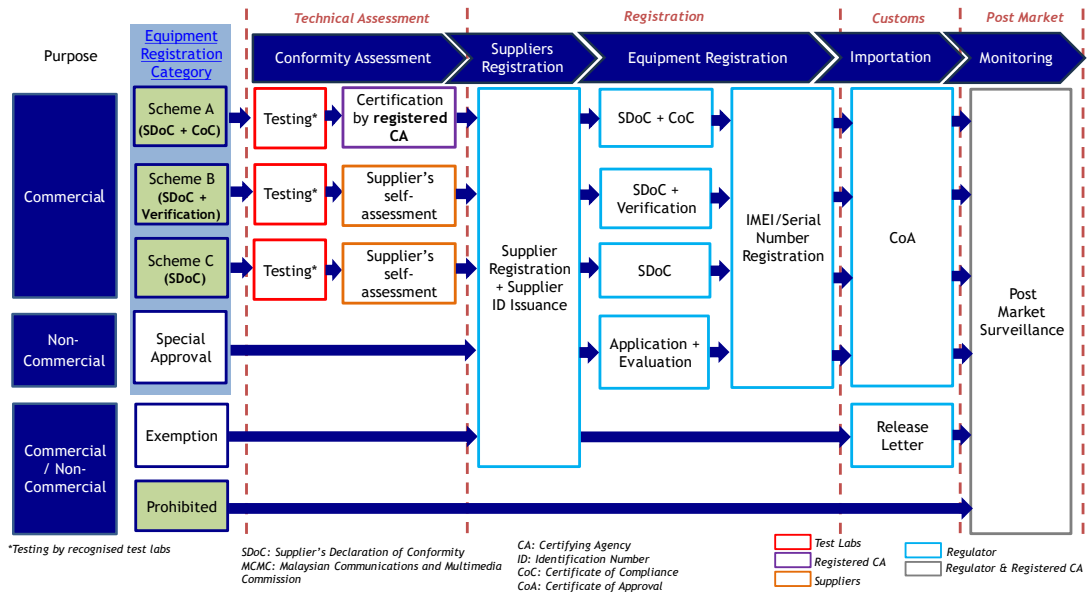 Technical Assessment
Registration
Customs
Post Market
Purpose
Equipment
Registration
Category
Conformity Assessment
Suppliers
Registration
Equipment Registration
Importation
Monitoring
Commercial
Scheme A
(SDoC + CoC)
Testing*
Certification
by registered
CA
SDoC + CoC
Scheme B
(SDoC +
Verification)
Testing*
Supplier's
self-
assessment
SDoC +
Verification
Scheme C
(SDoC)
Testing*
Supplier's
self-
assessment
SDoC
Supplier
Registration
+ Supplier
ID Issuance
IMEI/Serial
Number
Registration
CoA
Post
Market
Surveillance
Non-
Commercial
Special
Approval
Application +
Evaluation
Commercial
/ Non-
Commercial
Exemption
Release
Letter
Prohibited
*Testing by recognised test labs
SDoC: Supplier's Declaration of Conformity
MCMC: Malaysian Communications and Multimedia
Commission
CA: Certifying Agency
ID: Identification Number
CoC: Certificate of Compliance
CoA: Certificate of Approval
Test Labs
Registered CA
Suppliers
Regulator
Regulator & Registered CA